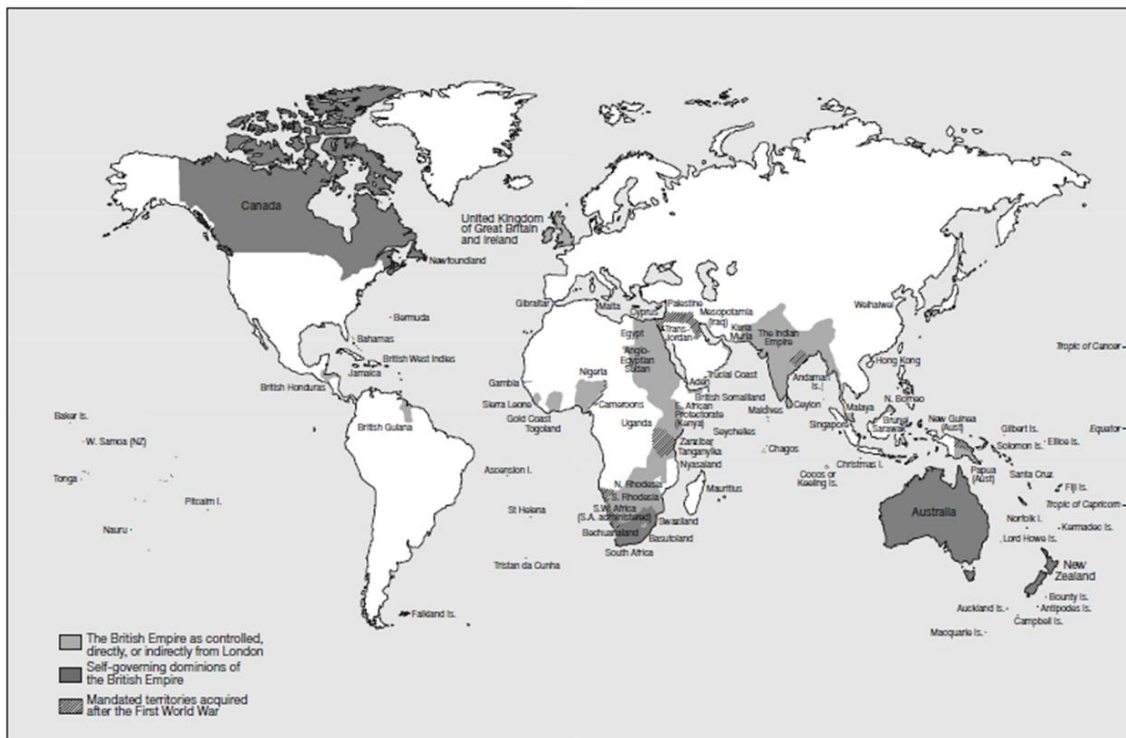 Canada
United Kingdom
of Great Britain
and Ireland
Newfoundland
Weihaiwei
Gibraltar
Malta
Cyprus
Palestine
Mesopotamia
(Iraq)
Trans-
Jordan
Kuria
Muria
The Indian
Empire
Bermuda
Egypt
Tropic of Cancer
Bahamas
Anglo-
Egyptian
Sudan
Hong Kong
British West Indies
Jamaica
Nigeria
Trucial Coast
Andaman
Is.
British Honduras
Gambia
Aden
British Somaliland
N. Borneo
Sierra Leone
Cameroons
E. African
Protectorate
(Kenya)
Maldives
Ceylon
Malaya
Brunei
Sarawak
New Guinea
(Aust)
Baker Is.
Gold Coast
Togoland
Gilbert Is.
Equator
British Guiana
Uganda
Seychelles
Singapore
Solomon Is.
Ellice Is.
W. Samoa (NZ)
Zanzibar
Tanganyika
Chagos
Ascension I.
Nyasaland
Cocos or
Keeling Is.
Christmas I.
Papua
(Aust)
Santa Cruz
Tonga
N. Rhodesia
Mauritius
Fiji Is.
Pitcairn I.
S. Rhodesia
Tropic of Capricorn
St Helena
S.W. Africa
(S.A. administered)
Swaziland
Australia
Norfolk I.
Nauru
Bechuanaland
Basutoland
Kermadec Is.
Lord Howe Is.
South Africa
Tristan da Cunha
New
Zealand
Bounty Is.
Falkland Is.
Auckland Is.
Antipodes Is.
Campbell Is.
Macquarie Is.
The British Empire as controlled,
directly, or indirectly from London
Self-governing dominions of
the British Empire
Mandated territories acquired
after the First World War